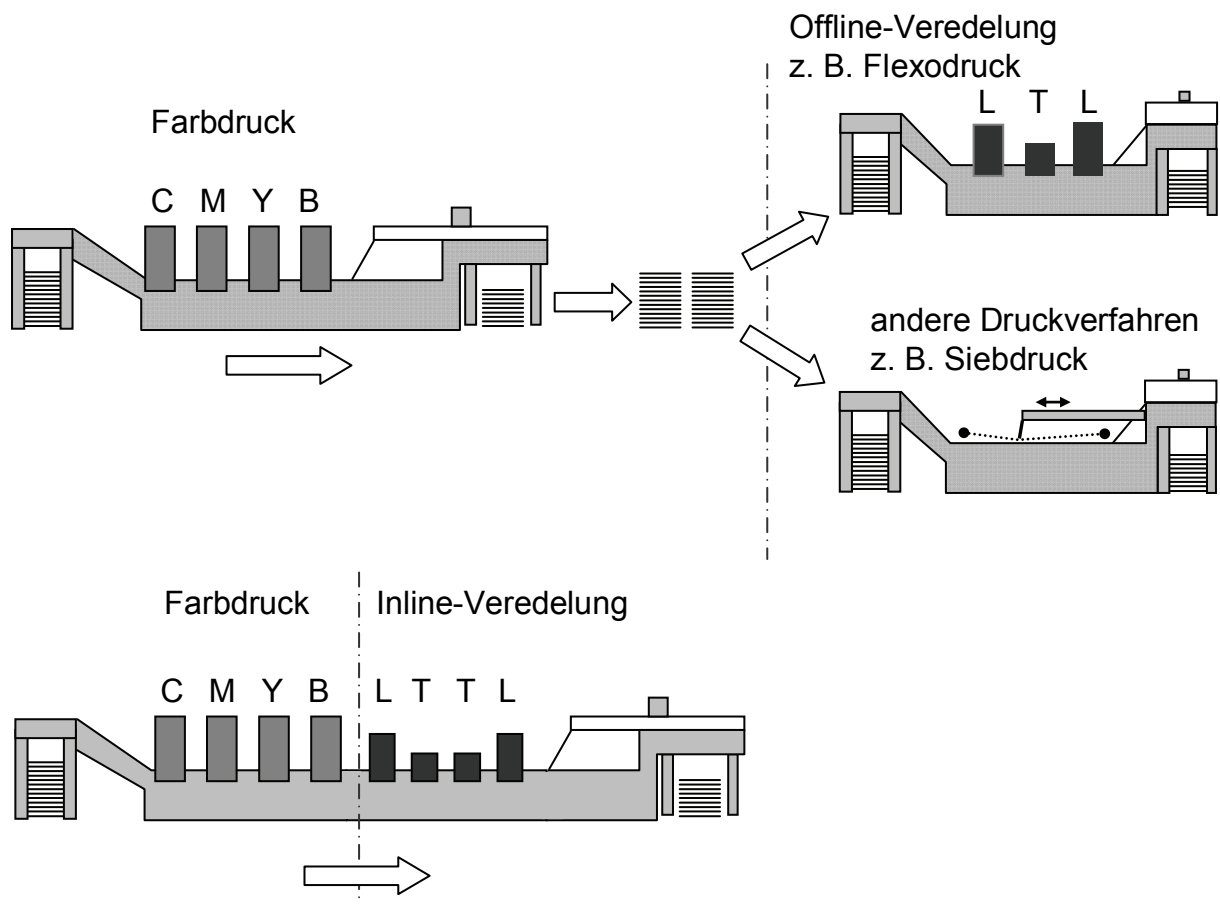 Offline-Veredelung
z. B. Flexodruck
L T L
Farbdruck
C M Y B
andere Druckverfahren
z. B. Siebdruck
Farbdruck Inline-Veredelung
C M Y B L T T L